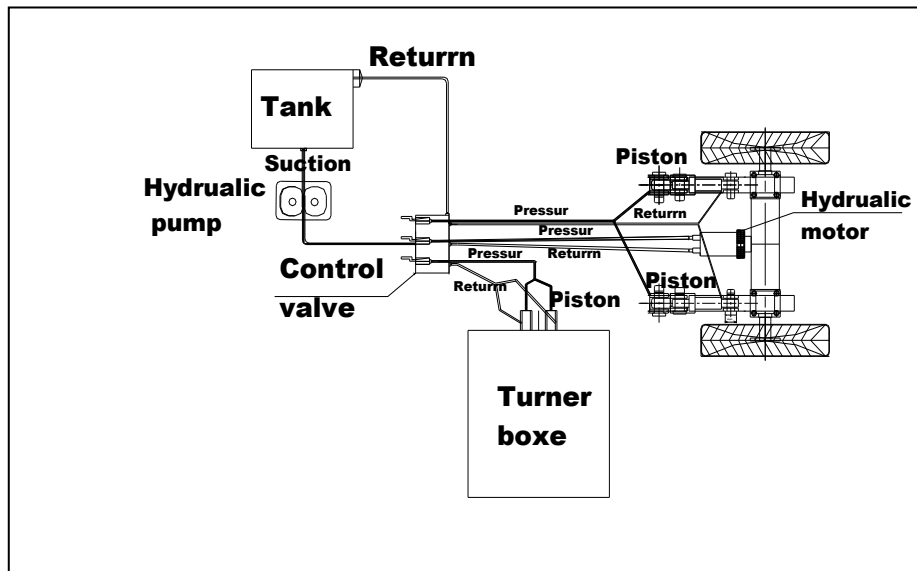 Returrn
Tank
Suction
Hydrualic
pump
Piston
Pressur
Returrn
Hydrualic
motor
Pressur
Returrn
Pressur
Control
valve
Returrn
Piston
Piston
Turner
boxe